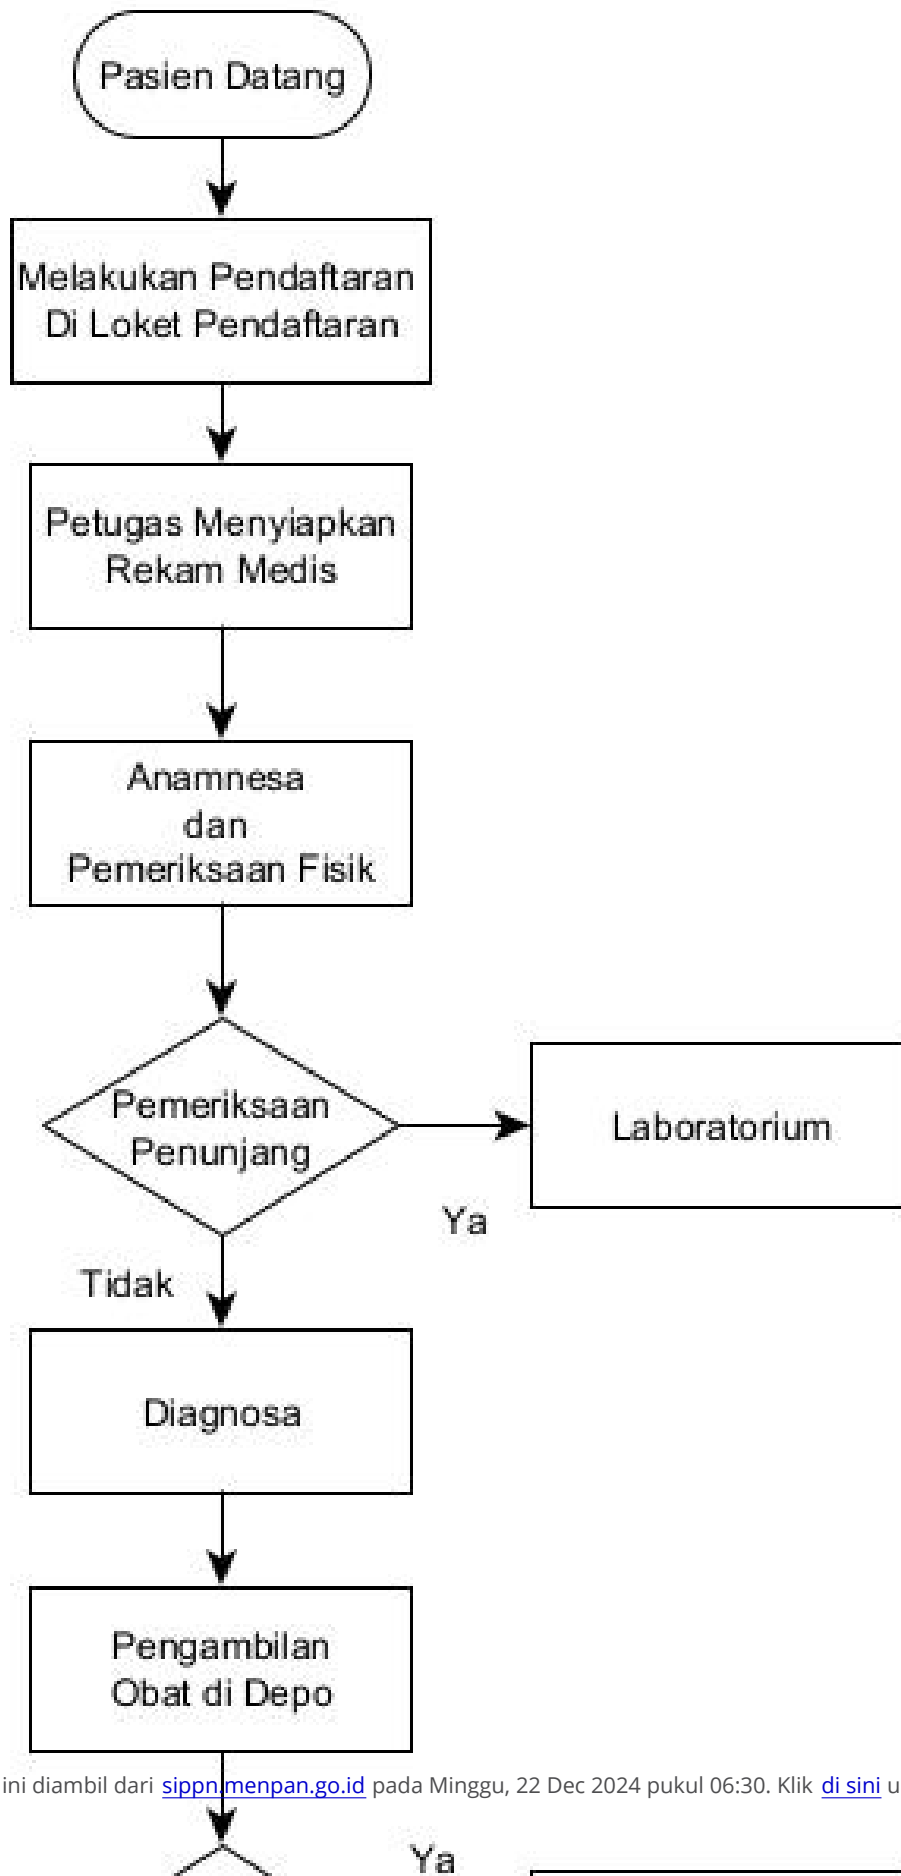 Pasien Datang
Melakukan Pendaftaran
Di Loket Pendaftaran
Petugas Menyiapkan
Rekam Medis
Anamnesa
dan
Pemeriksaan Fisik
Pemeriksaan
Penunjang
Laboratorium
Ya
Tidak
Diagnosa
Pengambilan
Obat di Depo
ini diambil dari sippn.menpan.go.id pada Minggu, 22 Dec 2024 pukul 06:30. Klik di sini
Ya